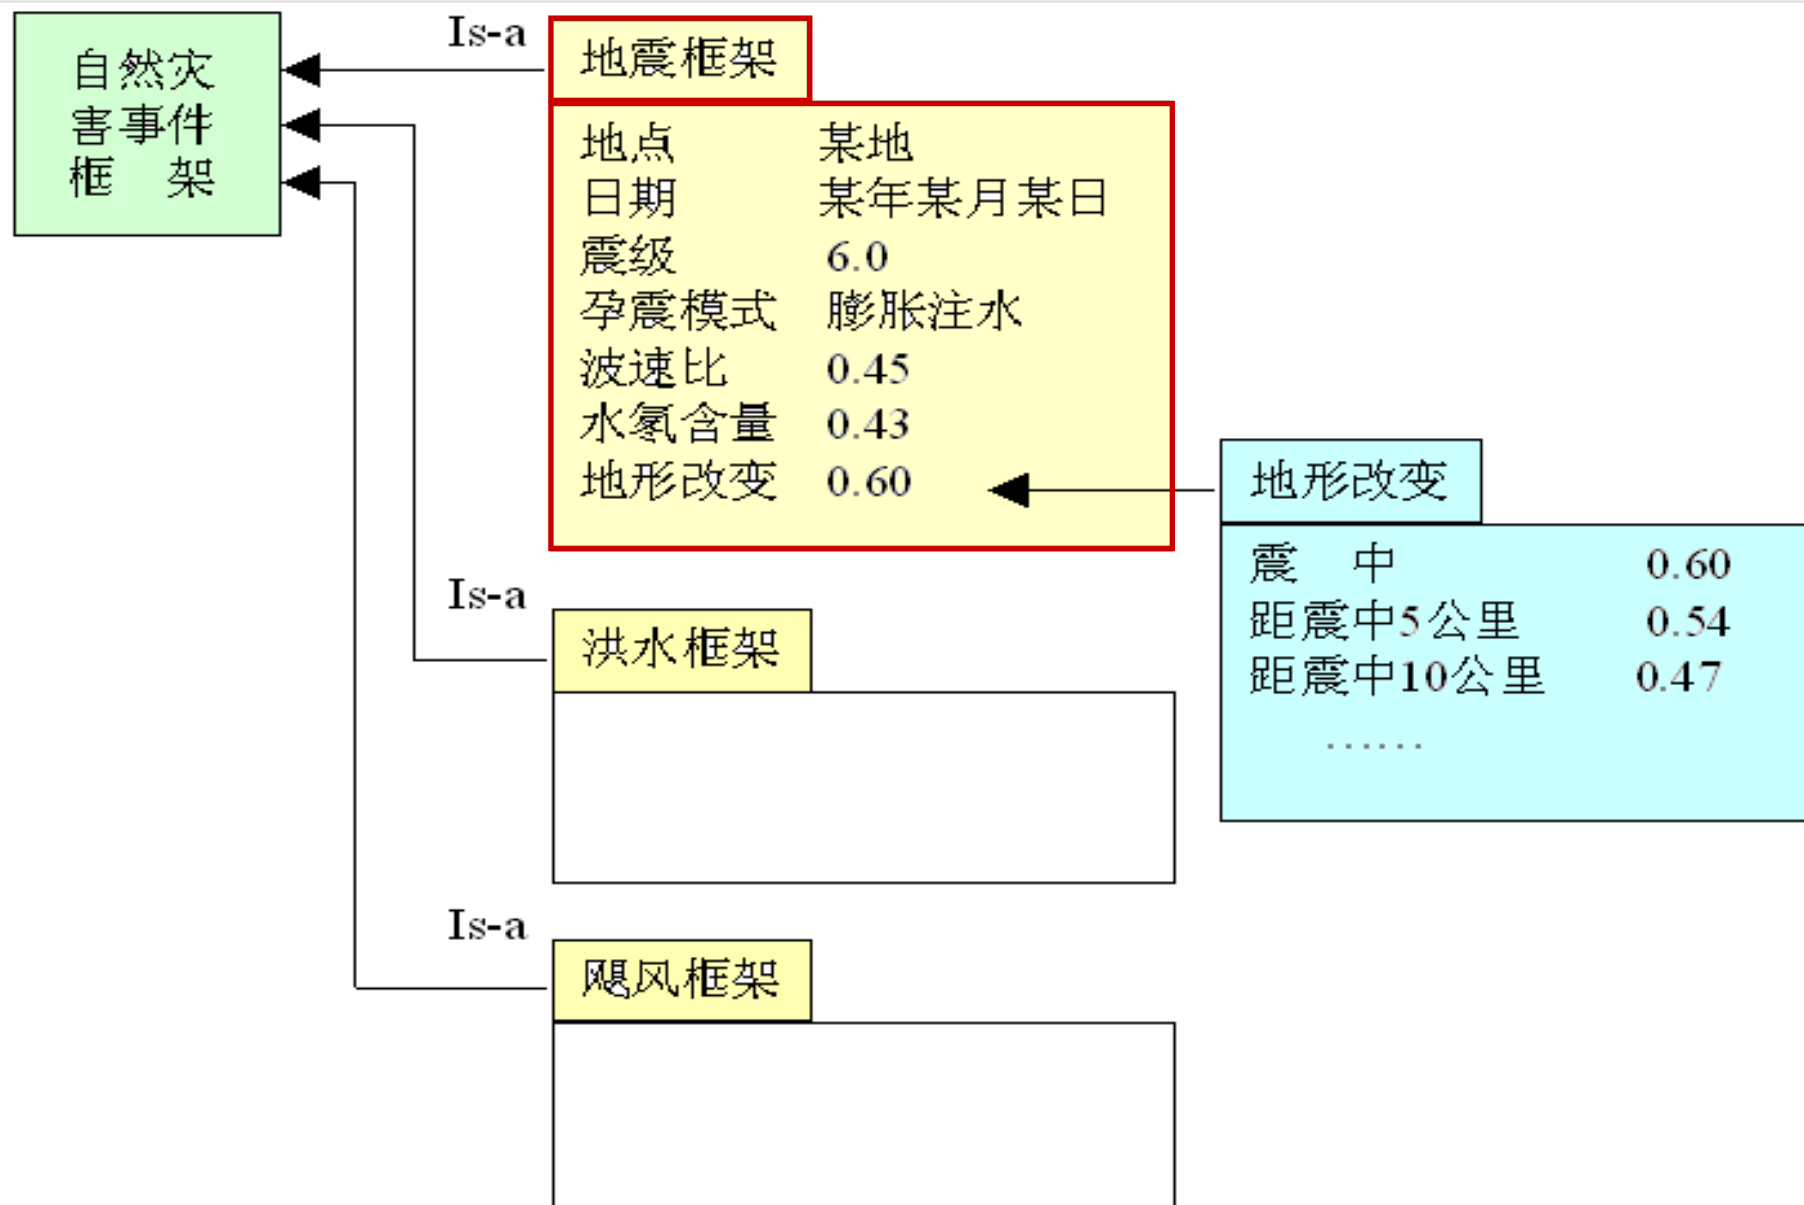 自然灾
害事件
框 架
Is-a
地震框架
地点 某地
日期 某年某月某日
震级 6.0
孕震模式 膨胀注水
波速比 0.45
水氡含量 0.43
地形改变 0.60
地形改变
震 中 0.60
距震中5公里 0.54
距震中10公里 0.47
......
Is-a
洪水框架
Is-a
飓风框架